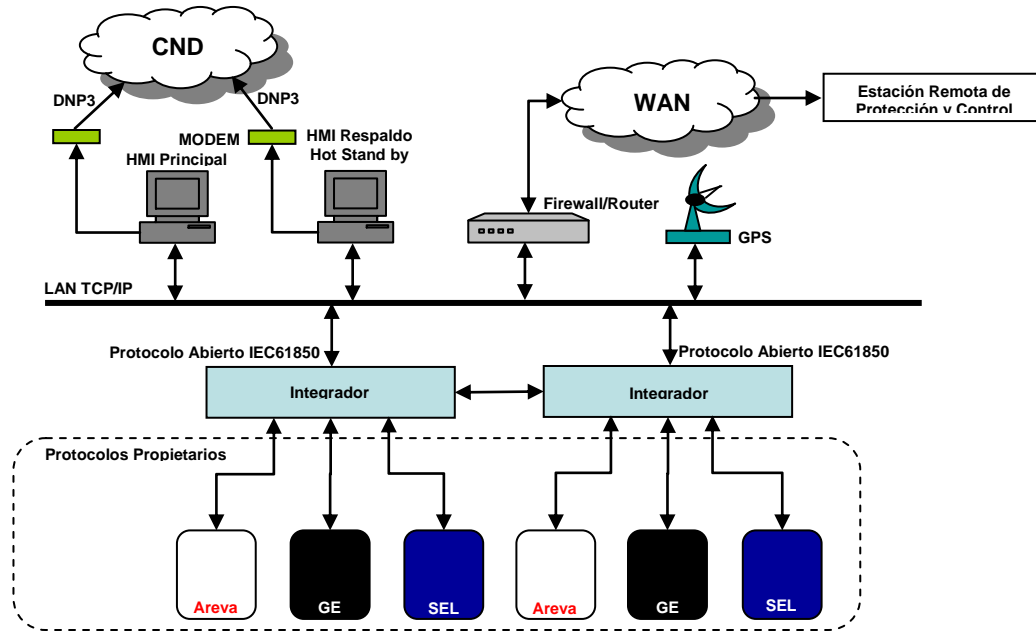 CND
WAN
Estación Remota de
Protección y Control
DNP3
DNP3
MODEM
HMI Principal
HMI Respaldo
Hot Stand by
Firewall/Router
GPS
LAN TCP/IP
Protocolo Abierto IEC61850
Protocolo Abierto IEC61850
Integrador
Integrador
Protocolos Propietarios
Areva
GE
SEL
Areva
GE
SEL